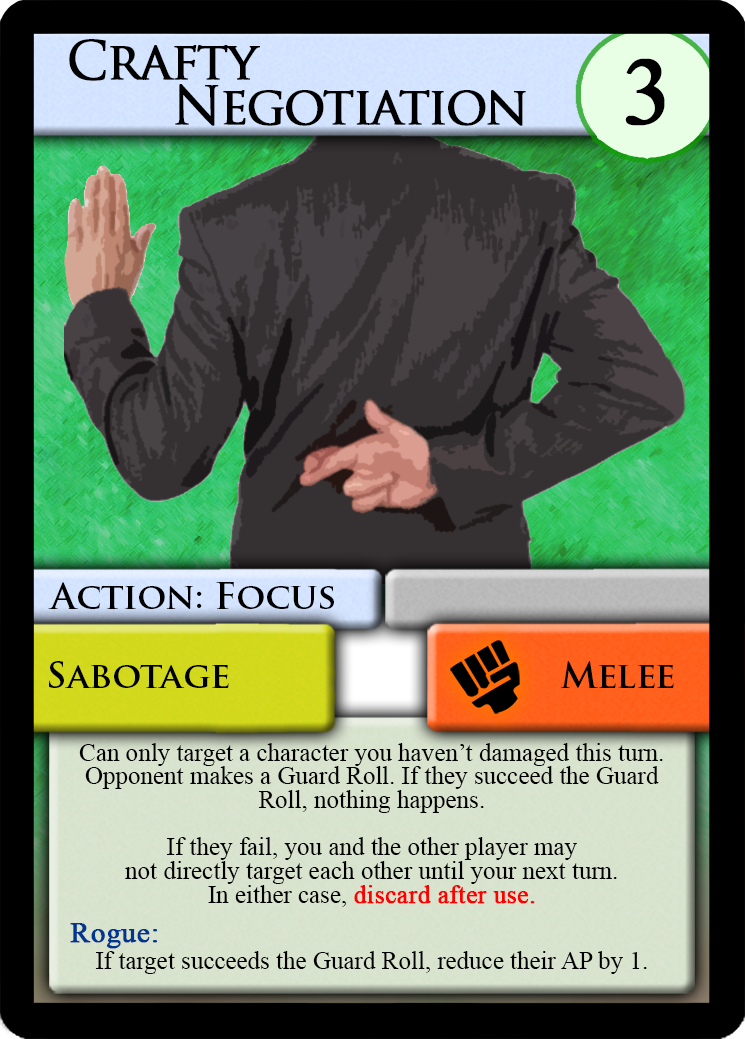 Crafty
Negotiation
3
Action: Focus
Sabotage
Melee
Can only target a character you haven't damaged this turn.
Opponent makes a Guard Roll. If they succeed the Guard
Roll, nothing happens.
If they fail, you and the other player may
not directly target each other until your next turn.
In either case, discard after use.
Rogue:
If target succeeds the Guard Roll, reduce their AP by 1.